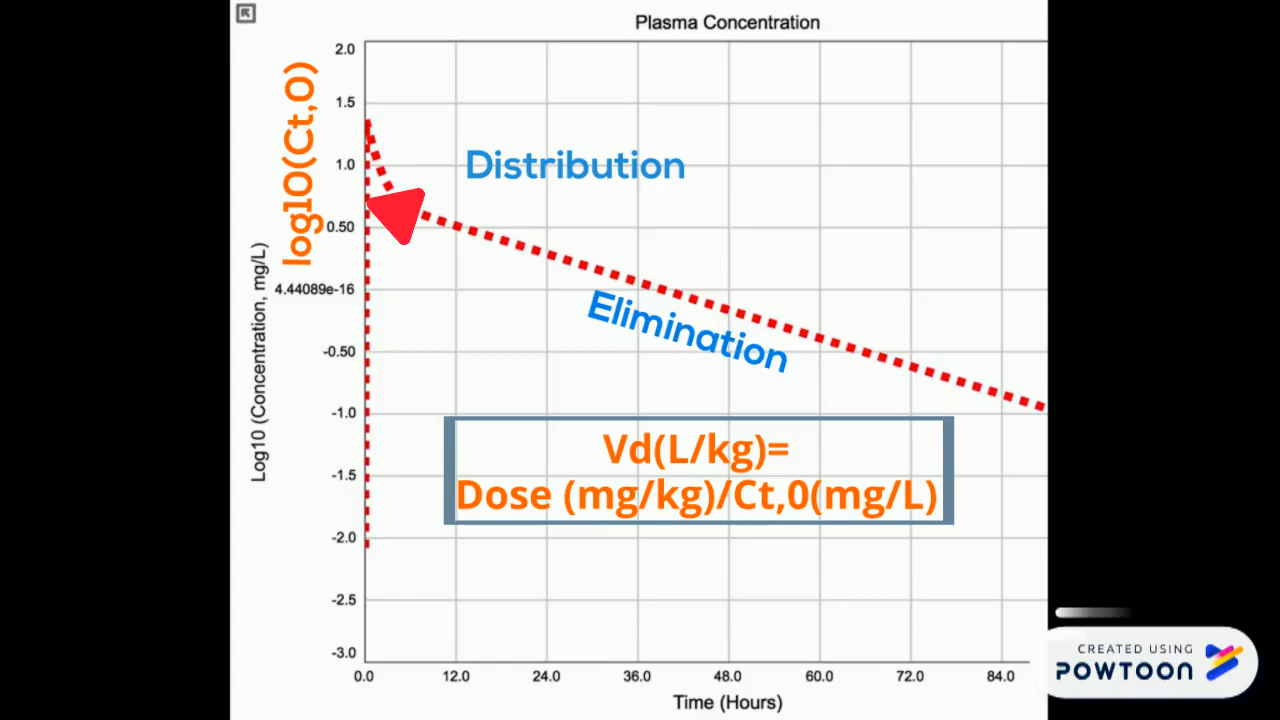 Plasma Concentration
log10(Ct,0)
Log10 (Concentration, mg/L)
2.0
1.5
1.0
0.50
4.44089e-16
-0.50
-1.0
-1.5
-2.0
-2.5
-3.0
Distribution
Elimination
Vd(L/kg)=
Dose (mg/kg)/Ct,0(mg/L)
0.0 12.0 24.0 36.0 48.0 60.0 72.0 84.0
Time (Hours)
CREATED USING
POWTOON